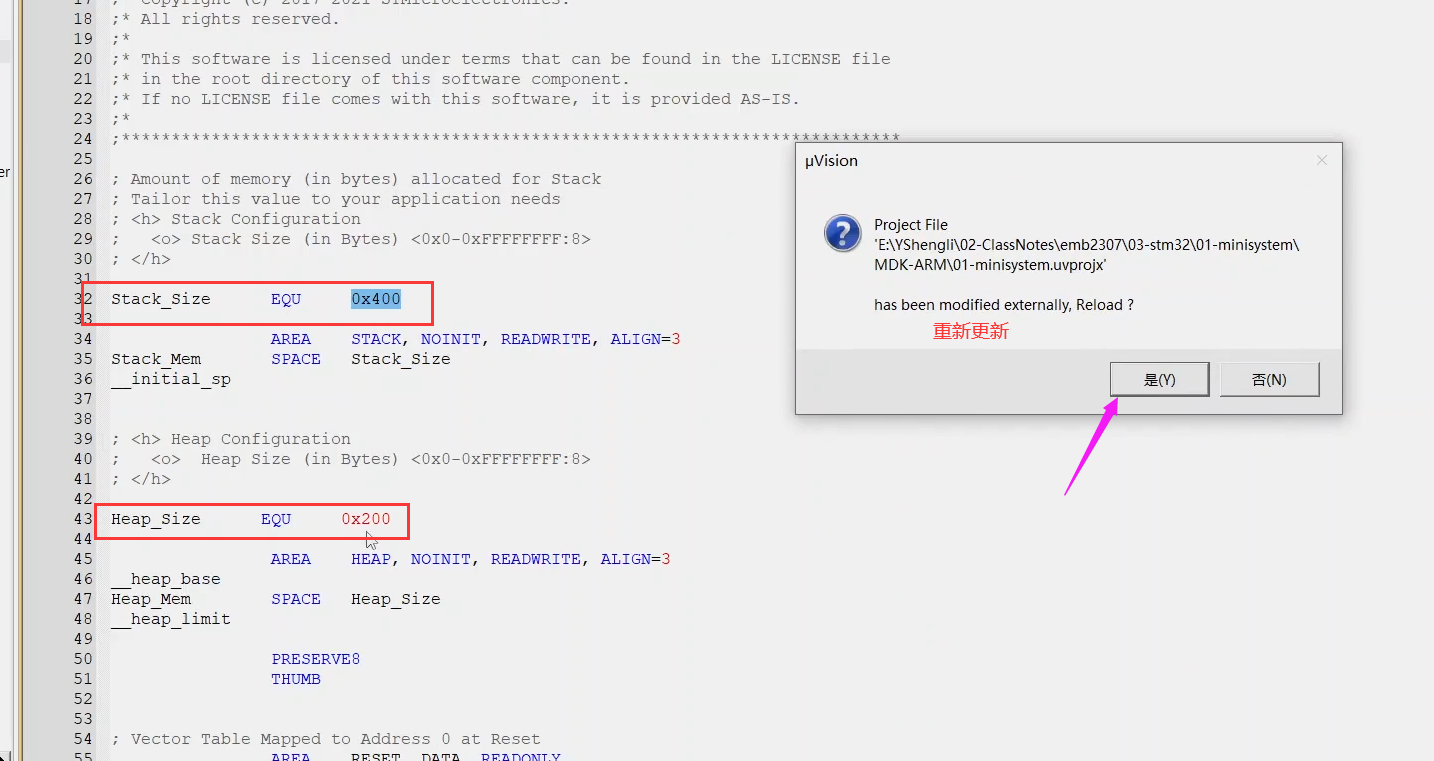 17 ;* Copyright (c) 2017-2021 STMicroelectronics.
18 ;* All rights reserved.
19 ;*
20 ;* This software is licensed under terms that can be found in the LICENSE file
21 ;* in the root directory of this software component.
22 ;* If no LICENSE file comes with this software, it is provided AS-IS.
23 ;*
24 ;******************************************************************************
25
26 ; Amount of memory (in bytes) allocated for Stack
27 ; Tailor this value to your application needs
28 ; <h> Stack Configuration
29 ;   <o> Stack Size (in Bytes) <0x0-0xFFFFFFFF:8>
30 ; </h>
31
32 Stack_Size      EQU     0x400
33
34                 AREA    STACK, NOINIT, READWRITE, ALIGN=3
35 Stack_Mem       SPACE   Stack_Size
36 __initial_sp
37
38
39 ; <h> Heap Configuration
40 ;   <o>  Heap Size (in Bytes) <0x0-0xFFFFFFFF:8>
41 ; </h>
42
43 Heap_Size      EQU     0x200
44
45                 AREA    HEAP, NOINIT, READWRITE, ALIGN=3
46 __heap_base
47 Heap_Mem        SPACE   Heap_Size
48 __heap_limit
49
50                 PRESERVE8
51                 THUMB
52
53
54 ; Vector Table Mapped to Address 0 at Reset
55                 AREA    RESET, DATA, READONLY
er
µVision
Project File
'E:\YShengli\02-ClassNotes\emb2307\03-stm32\01-minisystem\
MDK-ARM\01-minisystem.uvprojx'
has been modified externally, Reload ?
重新更新
是(Y)
否(N)